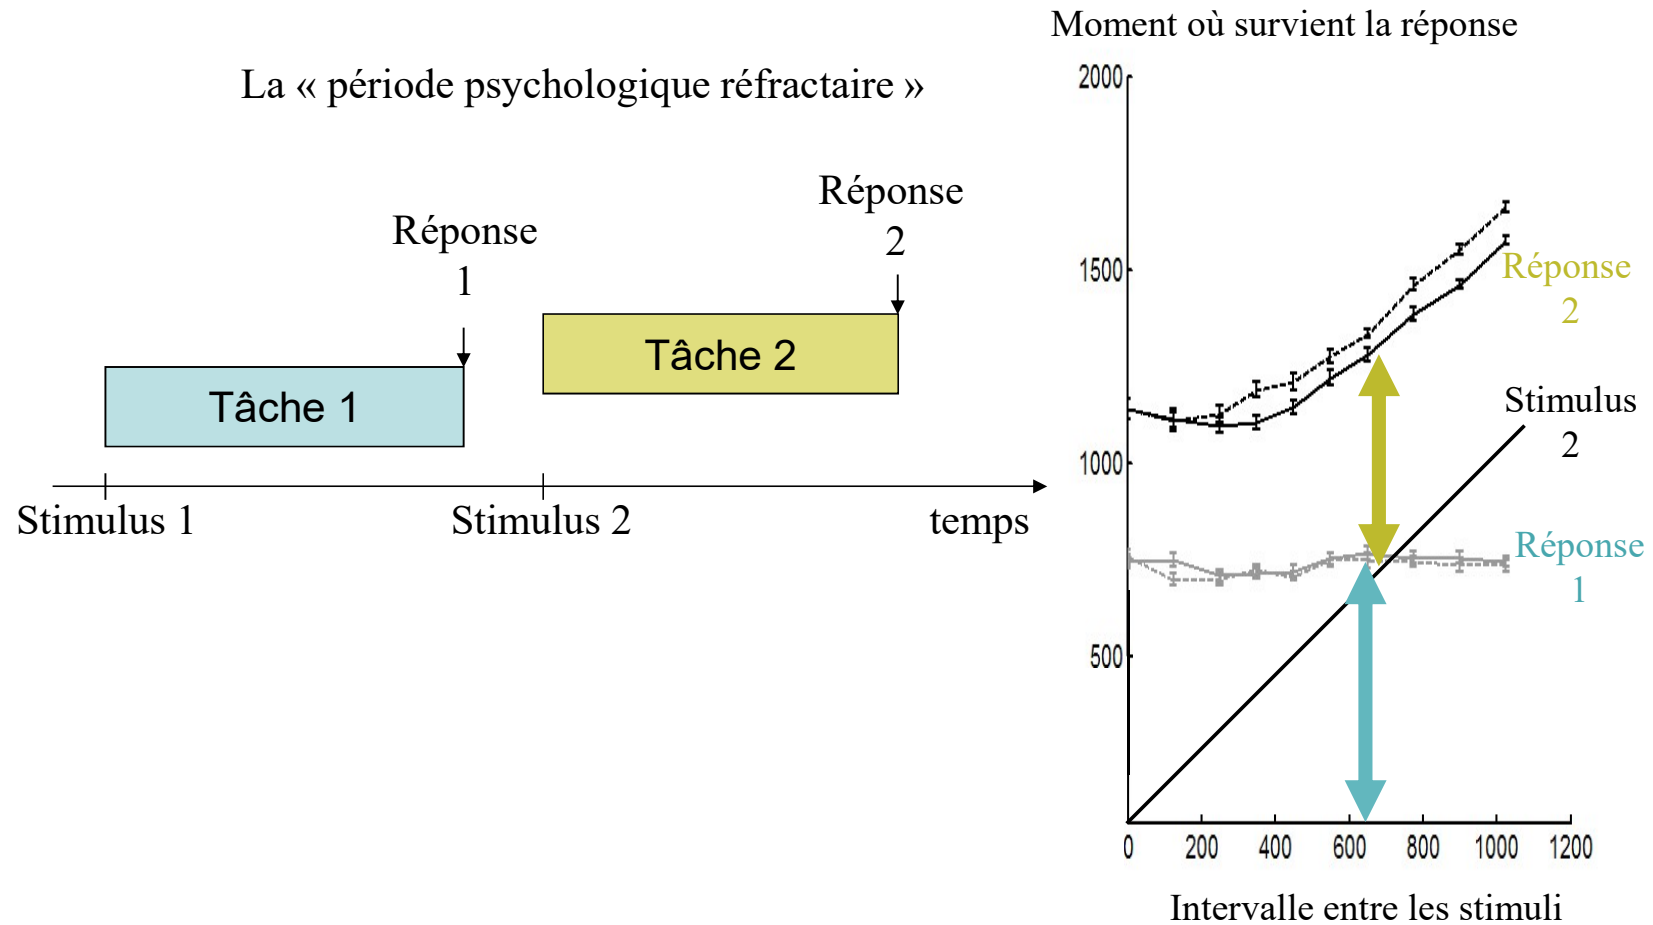 Moment où survient la réponse
La « période psychologique réfractaire »
Réponse
1
Réponse
2
Tâche 1
Tâche 2
Stimulus 1
Stimulus 2
temps
2000
1500
1000
500
Réponse
2
Stimulus
2
Réponse
1
0 200 400 600 800 1000 1200
Intervalle entre les stimuli